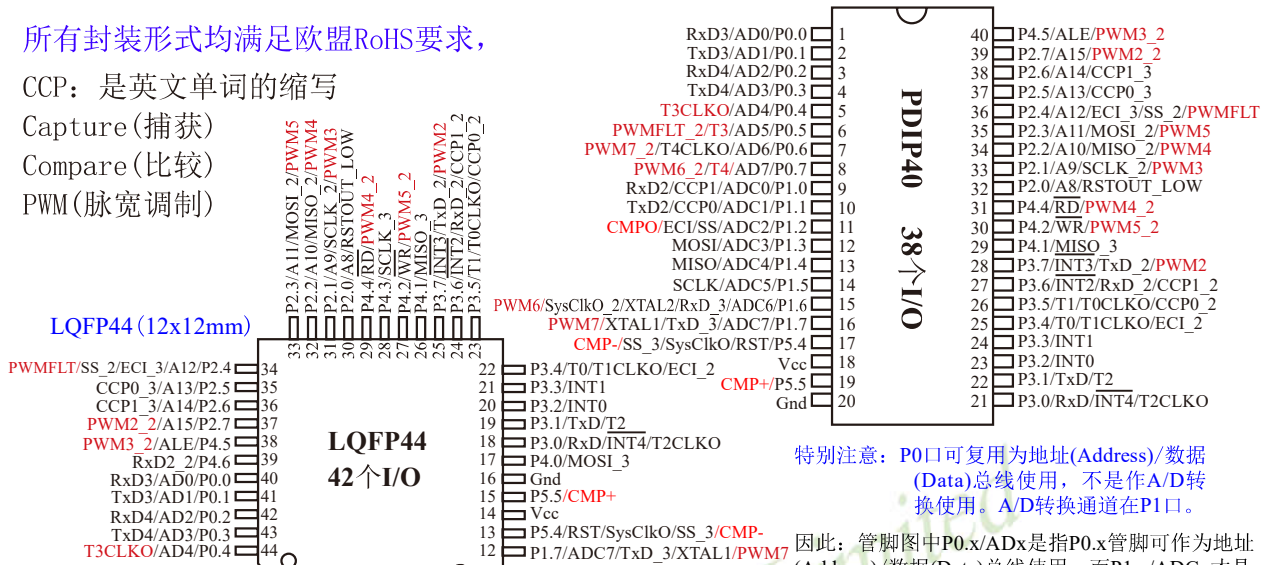 所有封装形式均满足欧盟RoHS要求，
CCP：是英文单词的缩写
Capture(捕获)
Compare(比较)
PWM(脉宽调制)
LQFP44(12x12mm)
P2.3/A11/MOSI_2/PWM5
P2.2/A10/MISO_2/PWM4
P2.1/A9/SCLK_2/PWM3
P2.0/A8/RSTOUT_LOW
P4.4/RD/PWM4_2
P4.3/SCLK_3
P4.2/WR/PWM5_2
P4.1/MISO_3
P3.7/INT3/TxD_2/PWM2
P3.6/INT2/RxD_2/CCP1_2
P3.5/T1/T0CLKO/CCP0_2
33
32
31
30
29
28
27
26
25
24
23
PWMFLT/SS_2/ECI_3/A12/P2.4 34
CCP0_3/A13/P2.5 35
CCP1_3/A14/P2.6 36
PWM2_2/A15/P2.7 37
PWM3_2/ALE/P4.5 38
RxD2_2/P4.6 39
RxD3/AD0/P0.0 40
TxD3/AD1/P0.1 41
RxD4/AD2/P0.2 42
TxD4/AD3/P0.3 43
T3CLKO/AD4/P0.4 44
LQFP44
42个I/O
22 P3.4/T0/T1CLKO/ECI_2
21 P3.3/INT1
20 P3.2/INT0
19 P3.1/TxD/T2
18 P3.0/RxD/INT4/T2CLKO
17 P4.0/MOSI_3
16 Gnd
15 P5.5/CMP+
14 Vcc
13 P5.4/RST/SysClkO/SS_3/CMP-
12 P1.7/ADC7/TxD_3/XTAL1/PWM7
RxD3/AD0/P0.0 1
TxD3/AD1/P0.1 2
RxD4/AD2/P0.2 3
TxD4/AD3/P0.3 4
T3CLKO/AD4/P0.4 5
PWMFLT_2/T3/AD5/P0.5 6
PWM7_2/T4CLKO/AD6/P0.6 7
PWM6_2/T4/AD7/P0.7 8
RxD2/CCP1/ADC0/P1.0 9
TxD2/CCP0/ADC1/P1.1 10
CMPO/ECI/SS/ADC2/P1.2 11
MOSI/ADC3/P1.3 12
MISO/ADC4/P1.4 13
SCLK/ADC5/P1.5 14
PWM6/SysClkO_2/XTAL2/RxD_3/ADC6/P1.6 15
PWM7/XTAL1/TxD_3/ADC7/P1.7 16
CMP-/SS_3/SysClkO/RST/P5.4 17
Vcc 18
CMP+/P5.5 19
Gnd 20
PDIP40 38个I/O
40 P4.5/ALE/PWM3_2
39 P2.7/A15/PWM2_2
38 P2.6/A14/CCP1_3
37 P2.5/A13/CCP0_3
36 P2.4/A12/ECI_3/SS_2/PWMFLT
35 P2.3/A11/MOSI_2/PWM5
34 P2.2/A10/MISO_2/PWM4
33 P2.1/A9/SCLK_2/PWM3
32 P2.0/A8/RSTOUT_LOW
31 P4.4/RD/PWM4_2
30 P4.2/WR/PWM5_2
29 P4.1/MISO_3
28 P3.7/INT3/TxD_2/PWM2
27 P3.6/INT2/RxD_2/CCP1_2
26 P3.5/T1/T0CLKO/CCP0_2
25 P3.4/T0/T1CLKO/ECI_2
24 P3.3/INT1
23 P3.2/INT0
22 P3.1/TxD/T2
21 P3.0/RxD/INT4/T2CLKO
特别注意：P0口可复用为地址(Address)/数据
(Data)总线使用，不是作A/D转
换使用。A/D转换通道在P1口。
因此：管脚图中P0.x/ADx是指P0.x管脚可作为地址